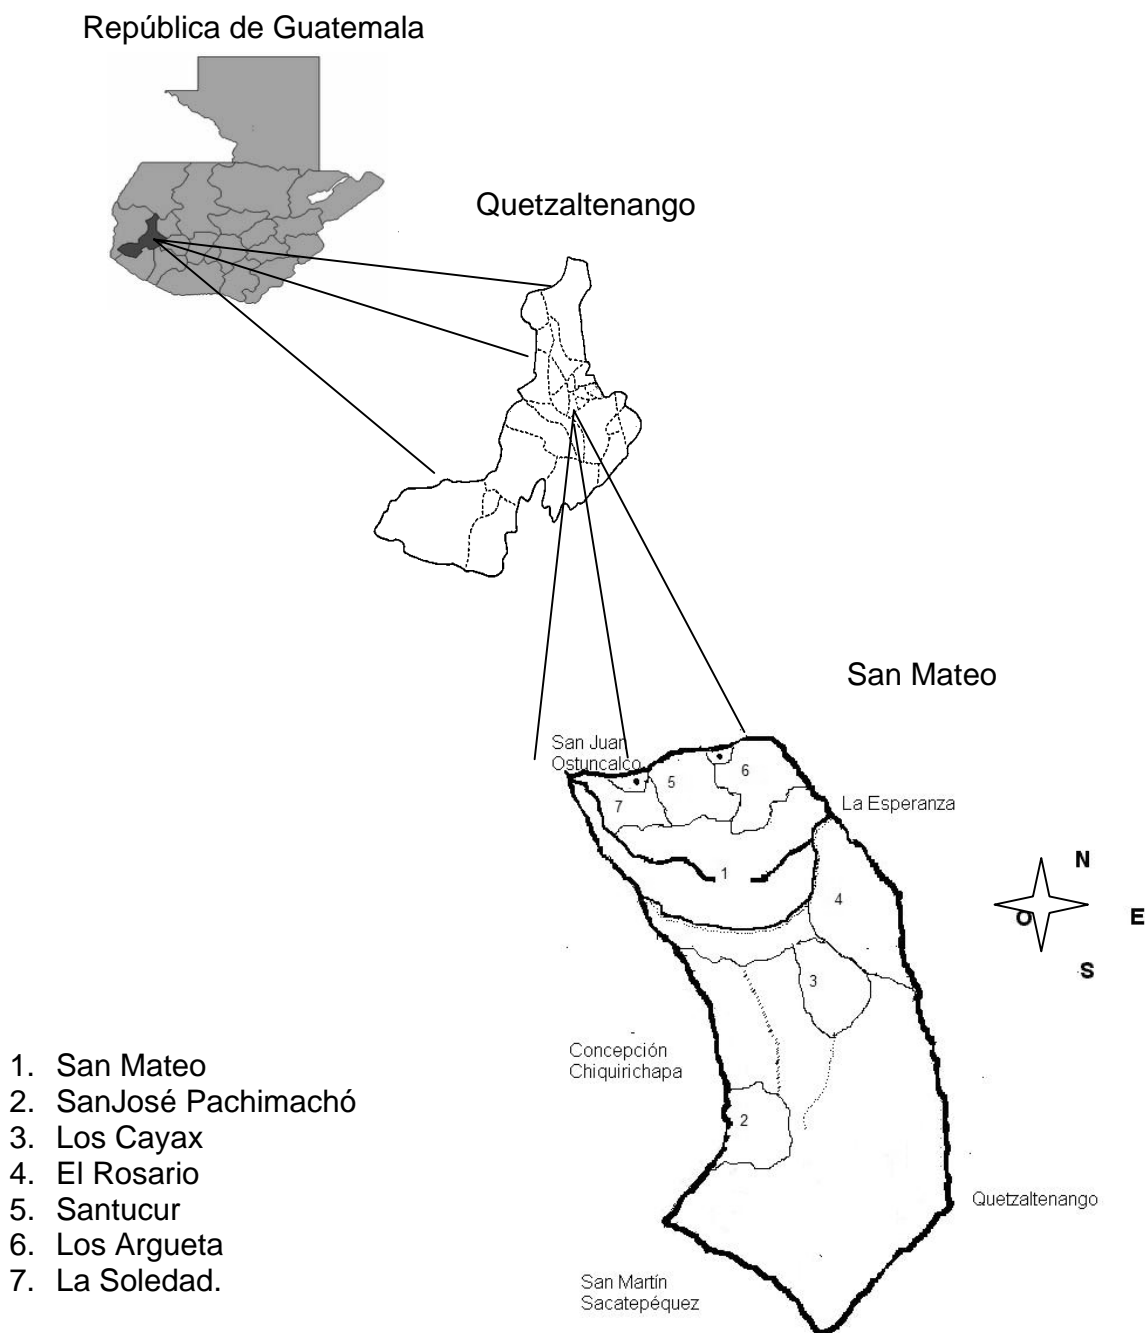 República de Guatemala
Quetzaltenango
San Mateo
San Juan
Ostuncalco
5
6
7
La Esperanza
1
4
N
O
E
S
3
Concepción
Chiquirichapa
2
Quetzaltenango
San Martín
Sacatepéquez
1. San Mateo
2. SanJosé Pachimachó
3. Los Cayax
4. El Rosario
5. Santucur
6. Los Argueta
7. La Soledad.